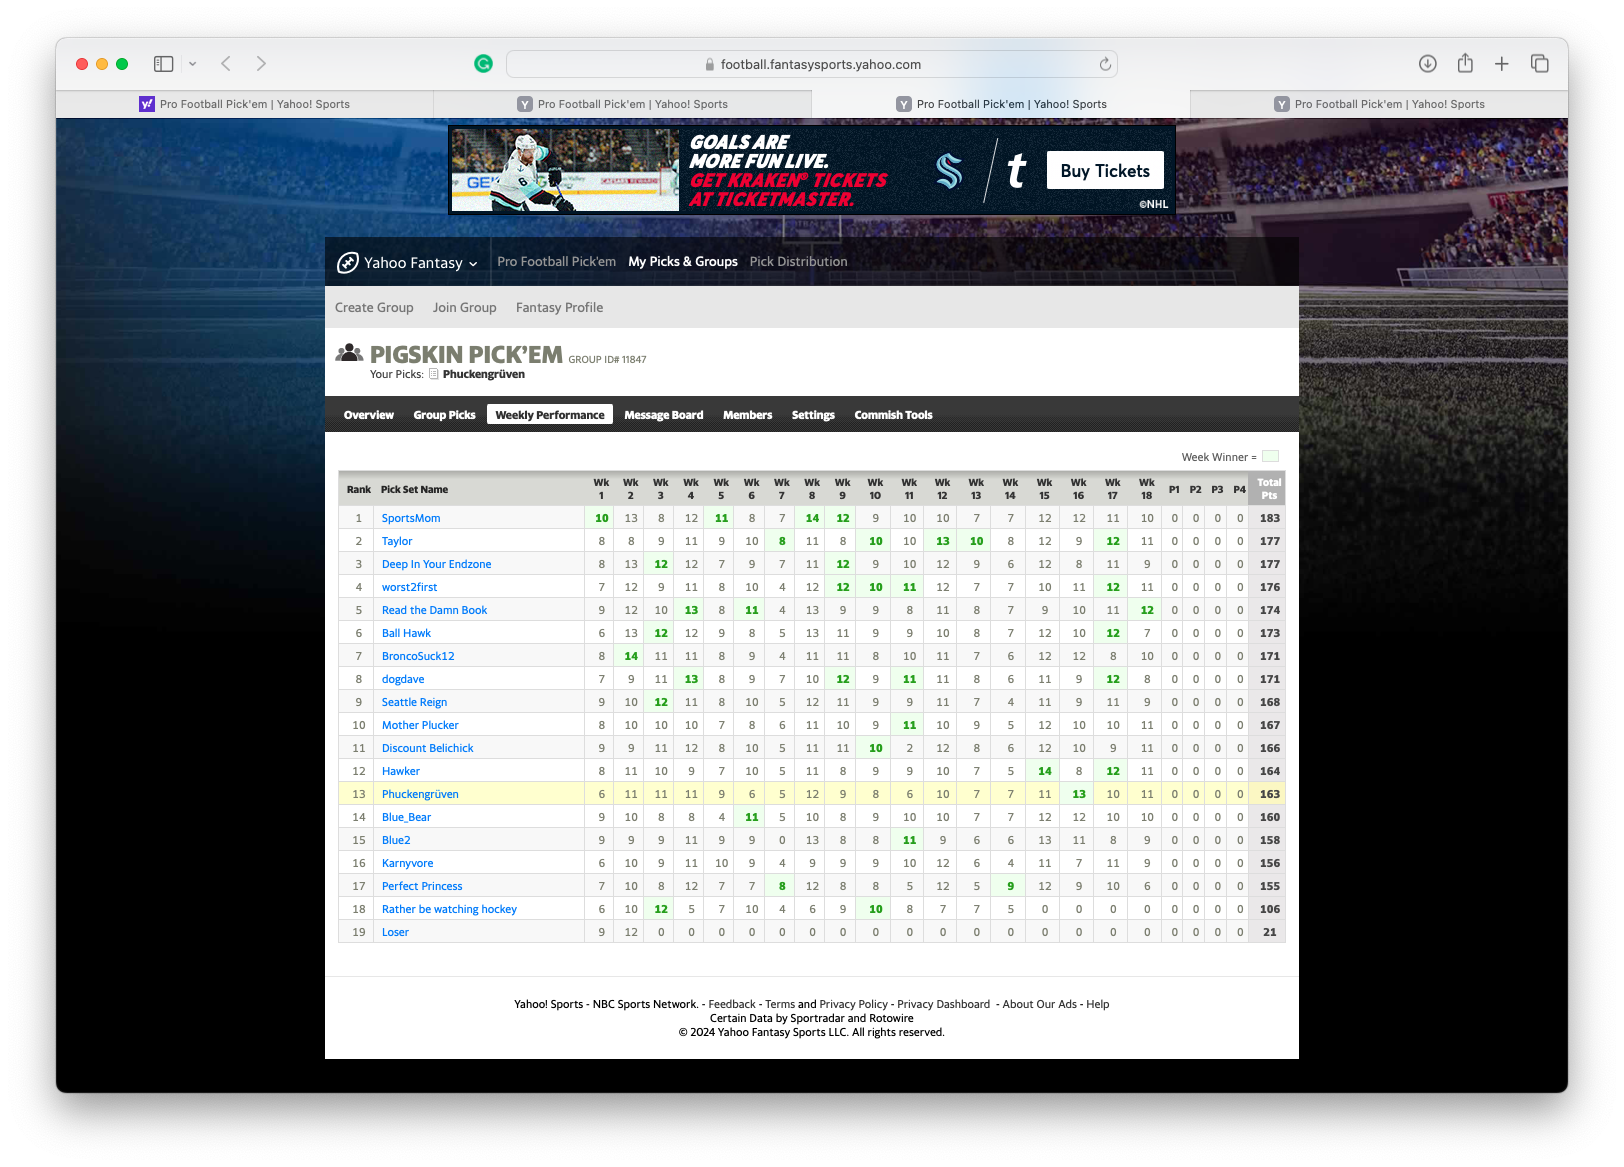 football.fantasysports.yahoo.com
Pro Football Pick'em | Yahoo! Sports
Pro Football Pick'em | Yahoo! Sports
Pro Football Pick'em | Yahoo! Sports
Pro Football Pick'em | Yahoo! Sports
GOALS ARE
MORE FUN LIVE.
GET KRAKEN® TICKETS
AT TICKETMASTER.
t
Buy Tickets
©NHL
Yahoo Fantasy Pro Football Pick'em My Picks & Groups Pick Distribution
Create Group Join Group Fantasy Profile
PIGSKIN PICK'EM GROUP ID# 11847
Your Picks: Phuckengrüven
Overview Group Picks Weekly Performance Message Board Members Settings Commish Tools
Week Winner =
Rank Pick Set Name Wk 1 Wk 2 Wk 3 Wk 4 Wk 5 Wk 6 Wk 7 Wk 8 Wk 9 Wk 10 Wk 11 Wk 12 Wk 13 Wk 14 Wk 15 Wk 16 Wk 17 Wk 18 P1 P2 P3 P4 Total Pts
1 SportsMom 10 13 8 12 11 8 7 14 12 9 10 10 7 7 12 12 11 10 0 0 0 0 183
2 Taylor 8 8 9 11 9 10 8 11 8 10 10 13 10 8 12 9 12 11 0 0 0 0 177
3 Deep In Your Endzone 8 13 12 12 7 9 7 11 12 9 10 12 9 6 12 8 11 9 0 0 0 0 177
4 worst2first 7 12 9 11 8 10 4 12 12 10 11 12 7 7 10 11 12 11 0 0 0 0 176
5 Read the Damn Book 9 12 10 13 8 11 4 13 9 9 8 11 8 7 9 10 11 12 0 0 0 0 174
6 Ball Hawk 6 13 12 12 9 8 5 13 11 9 9 10 8 7 12 10 12 7 0 0 0 0 173
7 BroncoSuck12 8 14 11 11 8 9 4 11 11 8 10 11 7 6 12 12 8 10 0 0 0 0 171
8 dogdave 7 9 11 13 8 9 7 10 12 9 11 11 8 6 11 9 12 8 0 0 0 0 171
9 Seattle Reign 9 10 12 11 8 10 5 12 11 9 9 11 7 4 11 9 11 9 0 0 0 0 168
10 Mother Plucker 8 10 10 10 7 8 6 11 10 9 11 10 9 5 12 10 10 11 0 0 0 0 167
11 Discount Belichick 9 9 11 12 8 10 5 11 11 10 2 12 8 6 12 10 9 11 0 0 0 0 166
12 Hawker 8 11 10 9 7 10 5 11 8 9 9 10 7 5 14 8 12 11 0 0 0 0 164
13 Phuckengrüven 6 11 11 11 9 6 5 12 9 8 6 10 7 7 11 13 10 11 0 0 0 0 163
14 Blue_Bear 9 10 8 8 4 11 5 10 8 9 10 10 7 7 12 12 10 10 0 0 0 0 160
15 Blue2 9 9 9 11 9 9 0 13 8 8 11 9 6 6 13 11 8 9 0 0 0 0 158
16 Karnyvore 6 10 9 11 10 9 4 9 9 9 10 12 6 4 11 7 11 9 0 0 0 0 156
17 Perfect Princess 7 10 8 12 7 7 8 12 8 8 5 12 5 9 12 9 10 6 0 0 0 0 155
18 Rather be watching hockey 6 10 12 5 7 10 4 6 9 10 8 7 7 5 0 0 0 0 0 0 0 0 106
19 Loser 9 12 0 0 0 0 0 0 0 0 0 0 0 0 0 0 0 0 0 0 0 0 21
Yahoo! Sports - NBC Sports Network. - Feedback - Terms and Privacy Policy - Privacy Dashboard - About Our Ads - Help
Certain Data by Sportradar and Rotowire
© 2024 Yahoo Fantasy Sports LLC. All rights reserved.